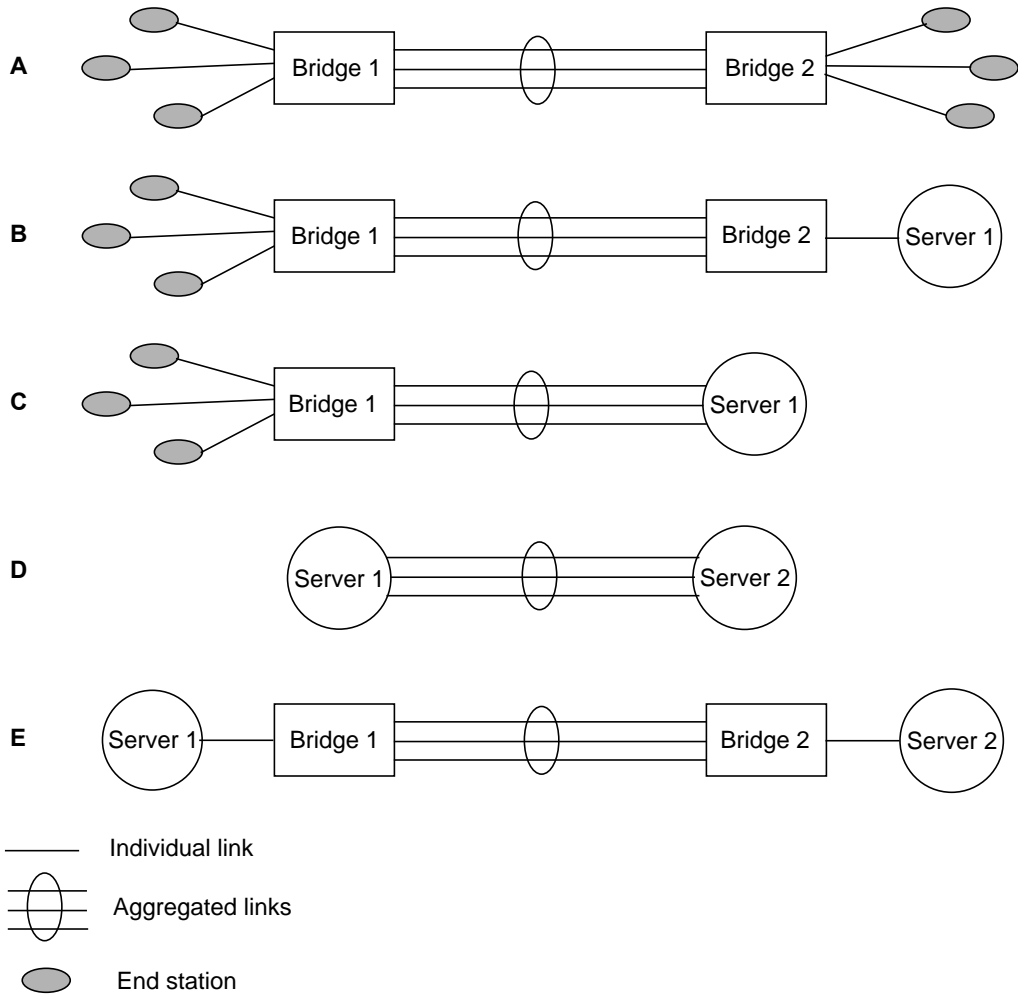 A
Bridge 1
Bridge 2
B
Bridge 1
Bridge 2
Server 1
C
Bridge 1
Server 1
D
Server 1
Server 2
E
Server 1
Bridge 1
Bridge 2
Server 2
Individual link
Aggregated links
End station